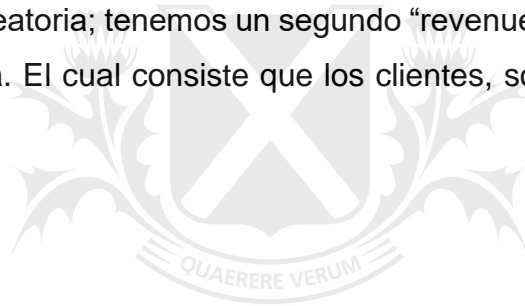 eatoria; tenemos un segundo “revenue
. El cual consiste que los clientes, so
QUAERERE VERUM